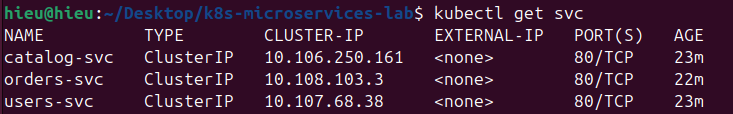 hieu@hieu:~/Desktop/k8s-microservices-lab$ kubectl get svc
NAME          TYPE        CLUSTER-IP       EXTERNAL-IP   PORT(S)   AGE
catalog-svc   ClusterIP   10.106.250.161   <none>        80/TCP    23m
orders-svc    ClusterIP   10.108.103.3     <none>        80/TCP    22m
users-svc     ClusterIP   10.107.68.38     <none>        80/TCP    23m